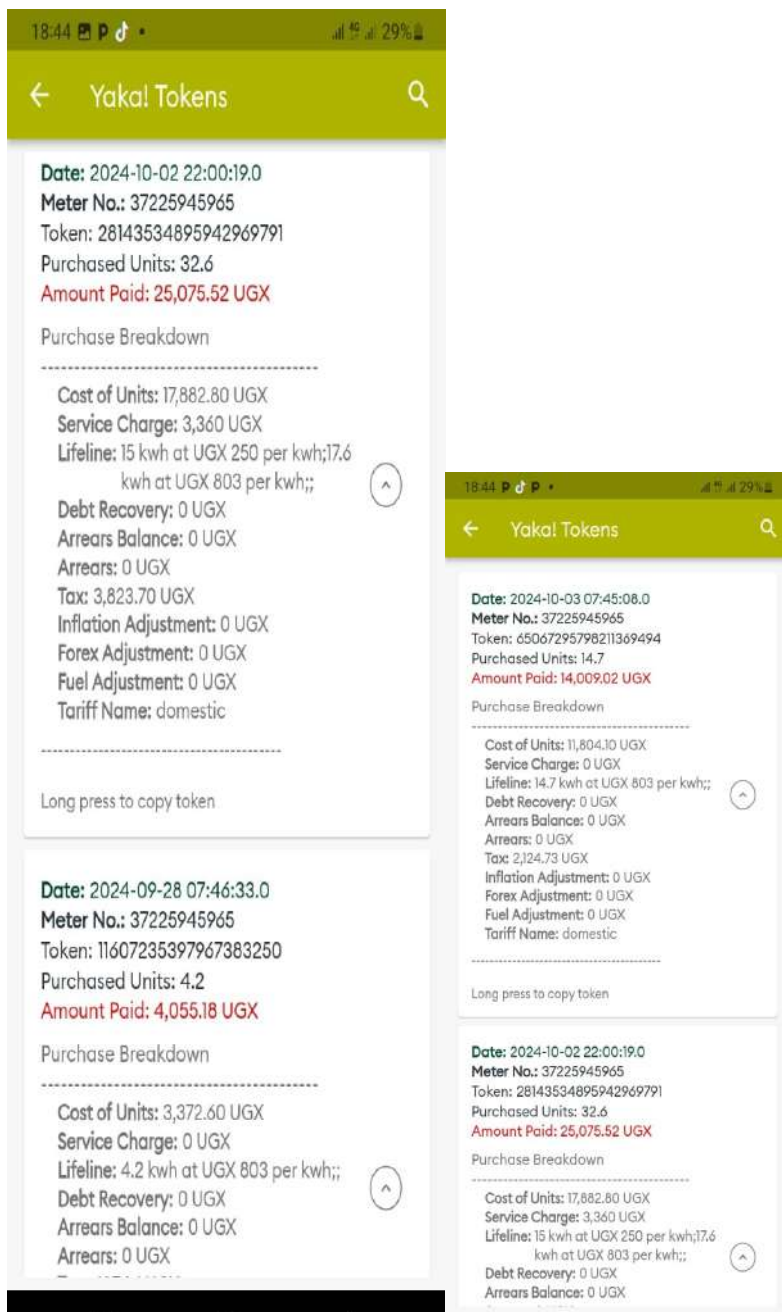 18:44 P 29%
Yaka! Tokens
Date: 2024-10-02 22:00:19.0
Meter No.: 37225945965
Token: 28143534895942969791
Purchased Units: 32.6
Amount Paid: 25,075.52 UGX
Purchase Breakdown
----------------------------------------
Cost of Units: 17,882.80 UGX
Service Charge: 3,360 UGX
Lifeline: 15 kwh at UGX 250 per kwh;17.6
kwh at UGX 803 per kwh;;
Debt Recovery: 0 UGX
Arrears Balance: 0 UGX
Arrears: 0 UGX
Tax: 3,823.70 UGX
Inflation Adjustment: 0 UGX
Forex Adjustment: 0 UGX
Fuel Adjustment: 0 UGX
Tariff Name: domestic
----------------------------------------
Long press to copy token
Date: 2024-09-28 07:46:33.0
Meter No.: 37225945965
Token: 11607235397967383250
Purchased Units: 4.2
Amount Paid: 4,055.18 UGX
Purchase Breakdown
----------------------------------------
Cost of Units: 3,372.60 UGX
Service Charge: 0 UGX
Lifeline: 4.2 kwh at UGX 803 per kwh;;
Debt Recovery: 0 UGX
Arrears Balance: 0 UGX
Arrears: 0 UGX
18:44 P P 29%
Yaka! Tokens
Date: 2024-10-03 07:45:08.0
Meter No.: 37225945965
Token: 65067295798211369494
Purchased Units: 14.7
Amount Paid: 14,009.02 UGX
Purchase Breakdown
----------------------------------------
Cost of Units: 11,804.10 UGX
Service Charge: 0 UGX
Lifeline: 14.7 kwh at UGX 803 per kwh;;
Debt Recovery: 0 UGX
Arrears Balance: 0 UGX
Arrears: 0 UGX
Tax: 2,124.73 UGX
Inflation Adjustment: 0 UGX
Forex Adjustment: 0 UGX
Fuel Adjustment: 0 UGX
Tariff Name: domestic
----------------------------------------
Long press to copy token
Date: 2024-10-02 22:00:19.0
Meter No.: 37225945965
Token: 28143534895942969791
Purchased Units: 32.6
Amount Paid: 25,075.52 UGX
Purchase Breakdown
----------------------------------------
Cost of Units: 17,882.80 UGX
Service Charge: 3,360 UGX
Lifeline: 15 kwh at UGX 250 per kwh;17.6
kwh at UGX 803 per kwh;;
Debt Recovery: 0 UGX
Arrears Balance: 0 UGX